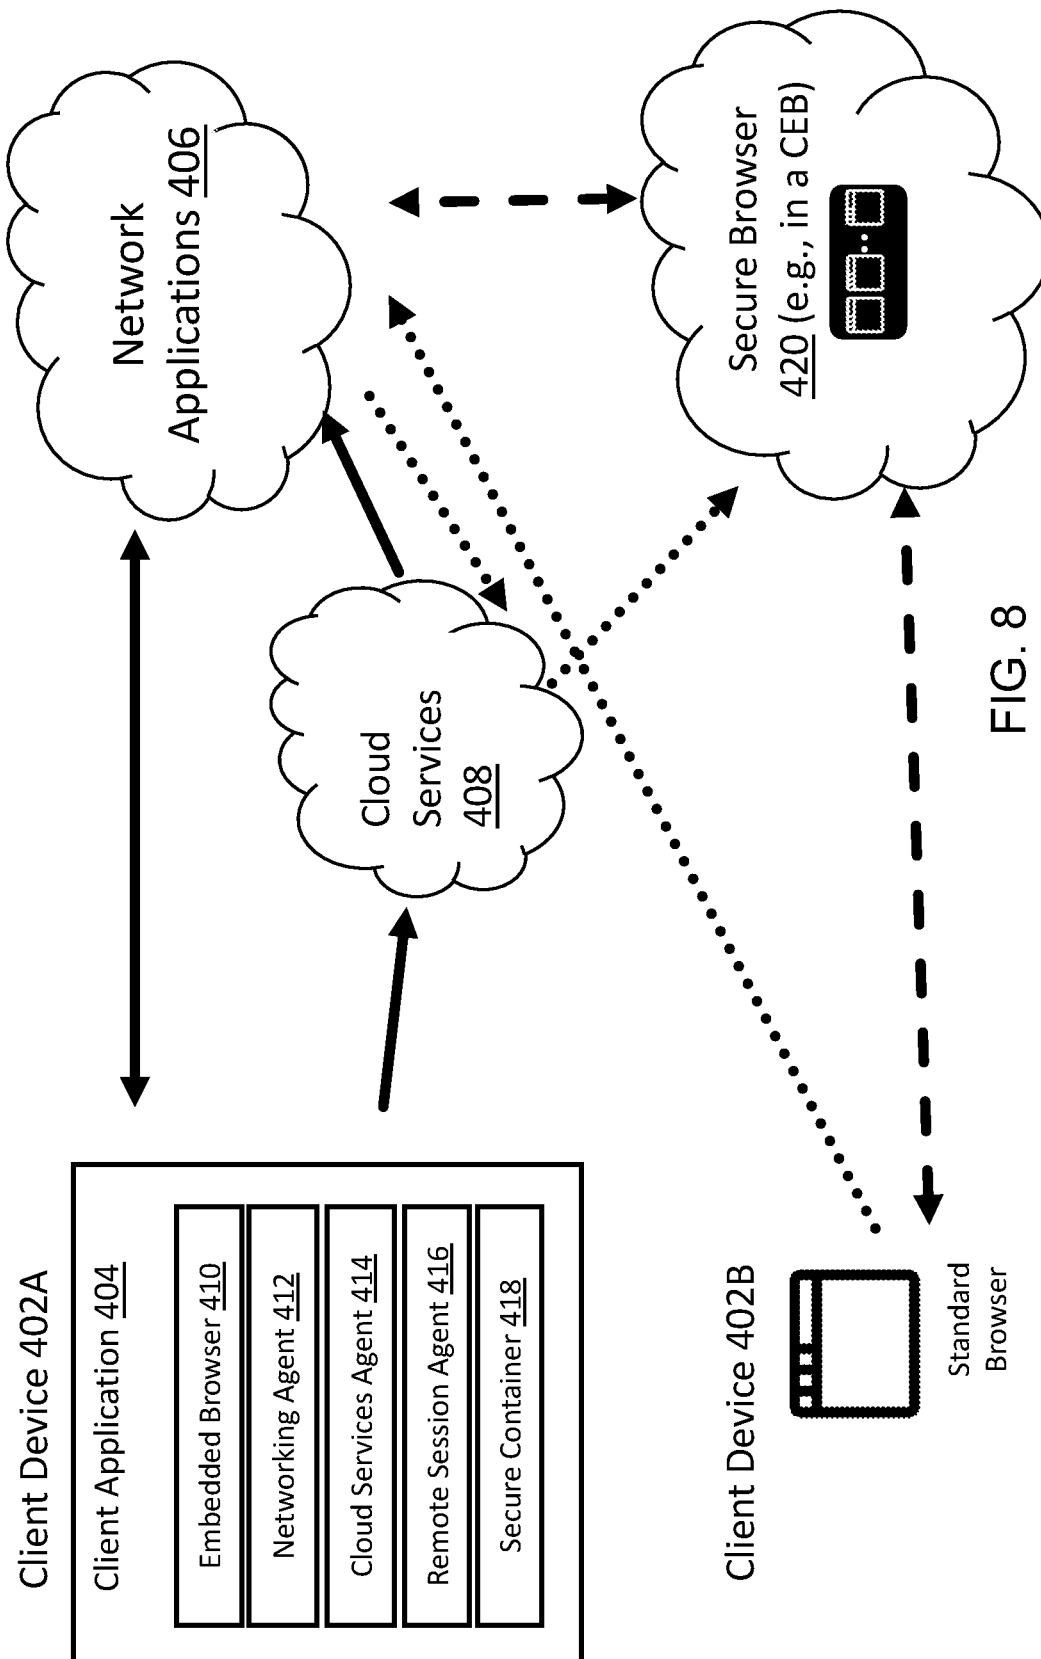 Client Device 402A
Client Application 404
Embedded Browser 410
Networking Agent 412
Cloud Services Agent 414
Remote Session Agent 416
Secure Container 418
Cloud
Services
408
Network
Applications 406
Client Device 402B
Standard
Browser
Secure Browser
420 (e.g., in a CEB)
FIG. 8